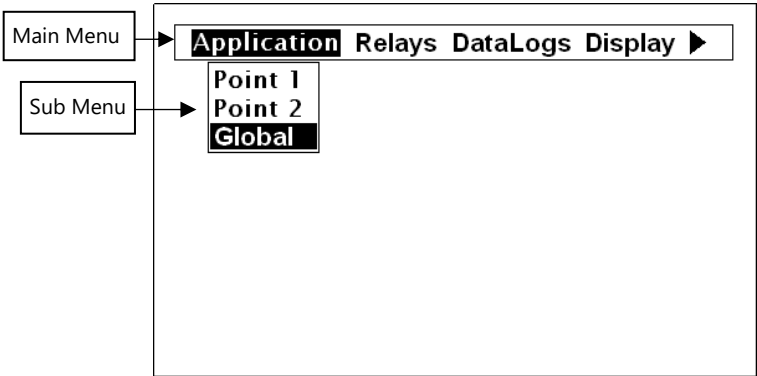 Main Menu
Application Relays DataLogs Display ▶
Point 1
Sub Menu
Point 2
Global